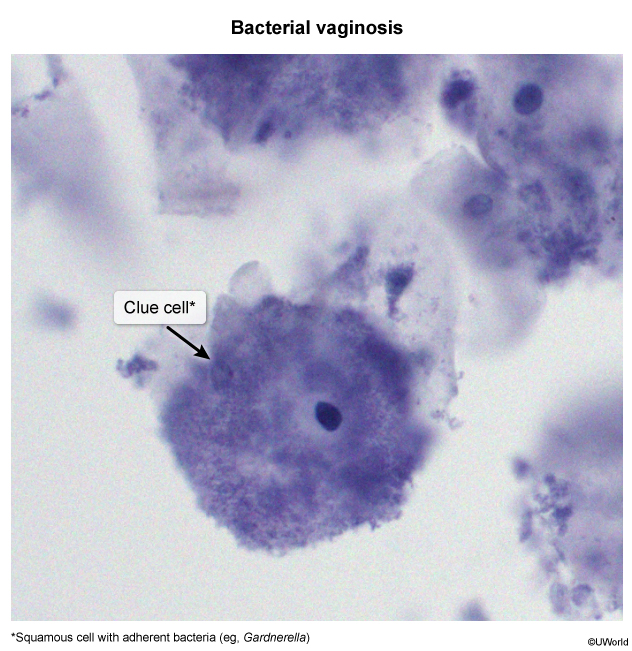 Bacterial vaginosis
Clue cell*
*Squamous cell with adherent bacteria (eg, Gardnerella)
©UWorld